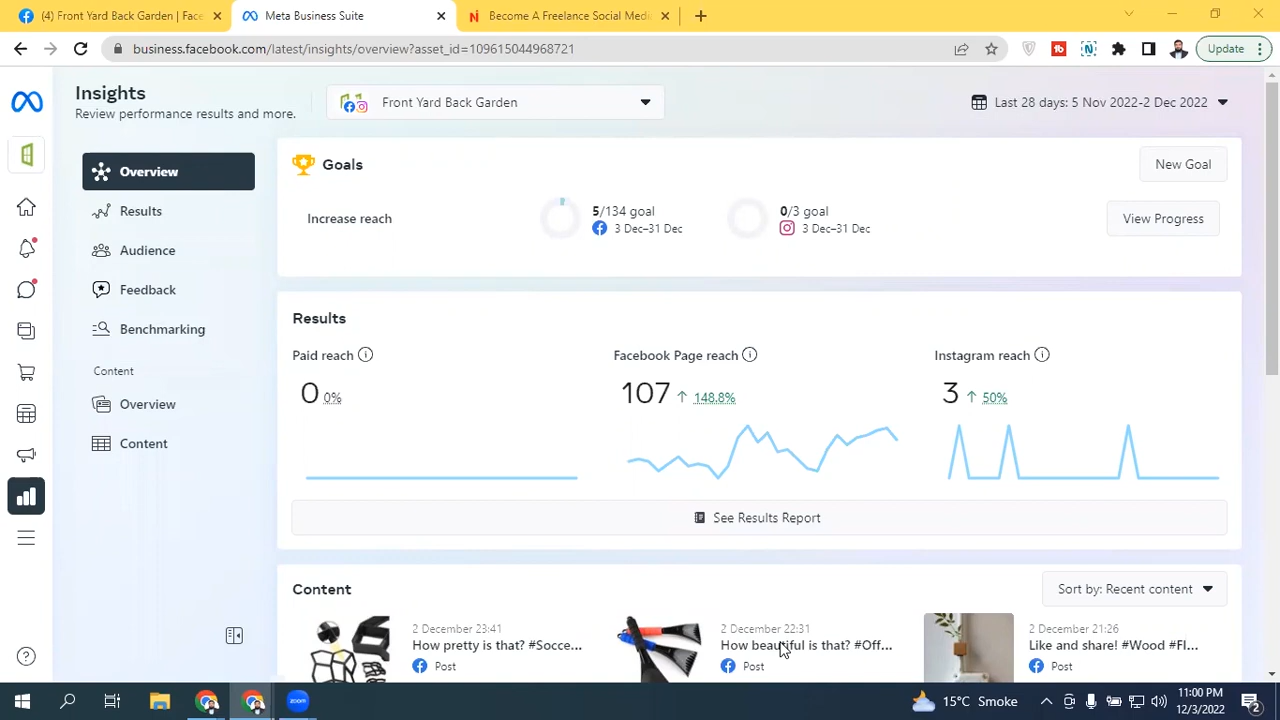 (4) Front Yard Back Garden | Face
Meta Business Suite
Become A Freelance Social Medi
business.facebook.com/latest/insights/overview?asset_id=109615044968721
Update
Insights
Review performance results and more.
Front Yard Back Garden
Last 28 days: 5 Nov 2022-2 Dec 2022
Overview
Results
Audience
Feedback
Benchmarking
Content
Overview
Content
Goals
New Goal
Increase reach
5/134 goal
3 Dec–31 Dec
0/3 goal
3 Dec–31 Dec
View Progress
Results
Paid reach
0 0%
Facebook Page reach
107 ↑ 148.8%
Instagram reach
3 ↑ 50%
See Results Report
Content
Sort by: Recent content
2 December 23:41
How pretty is that? #Socce...
Post
2 December 22:31
How beautiful is that? #Off...
Post
2 December 21:26
Like and share! #Wood #Fl...
Post
15°C Smoke
11:00 PM
12/3/2022
2